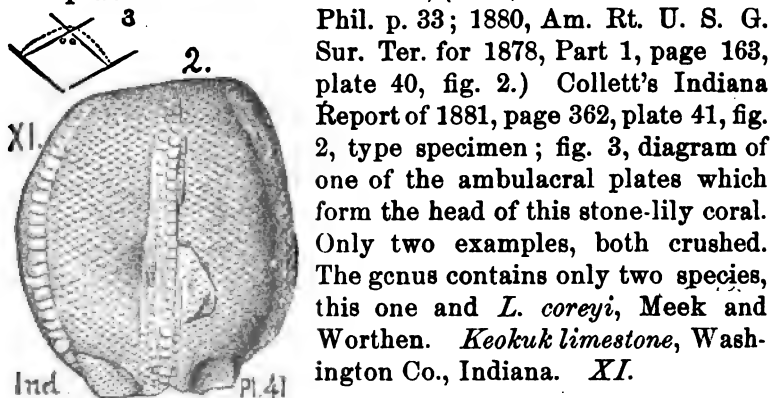 3
Phil. p. 33; 1880, Am. Rt. U. S. G.
2.
Sur. Ter. for 1878, Part 1, page 163,
plate 40, fig. 2.) Collett's Indiana
XI.
Report of 1881, page 362, plate 41, fig.
2, type specimen; fig. 3, diagram of
one of the ambulacral plates which
form the head of this stone-lily coral.
Only two examples, both crushed.
The genus contains only two species,
this one and L. coreyi, Meek and
Worthen. Keokuk limestone, Wash-
ington Co., Indiana. XI.
Ind
Pl. 41